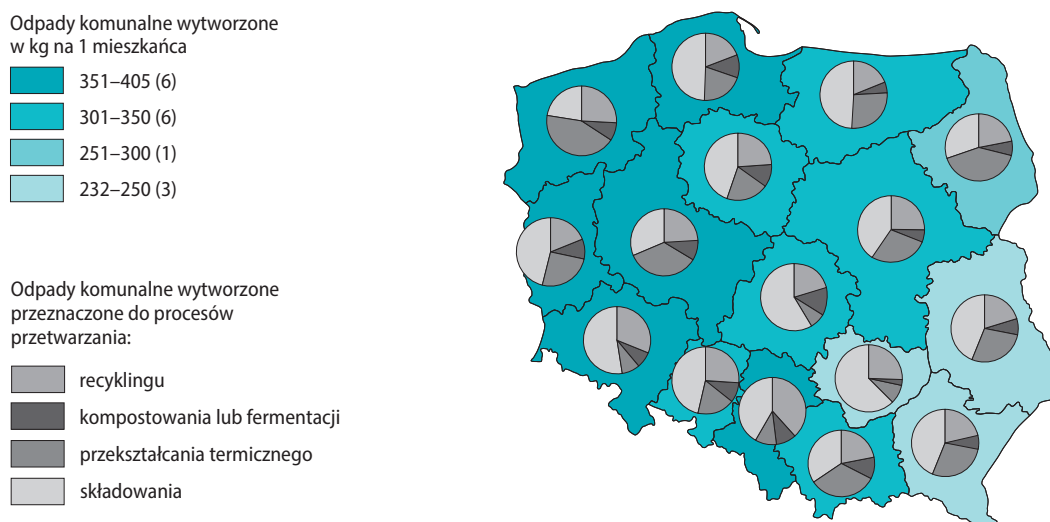 Odpady komunalne wytworzone
w kg na 1 mieszkańca
351–405 (6)
301–350 (6)
251–300 (1)
232–250 (3)
Odpady komunalne wytworzone
przeznaczone do procesów
przetwarzania:
recyklingu
kompostowania lub fermentacji
przekształcania termicznego
składowania